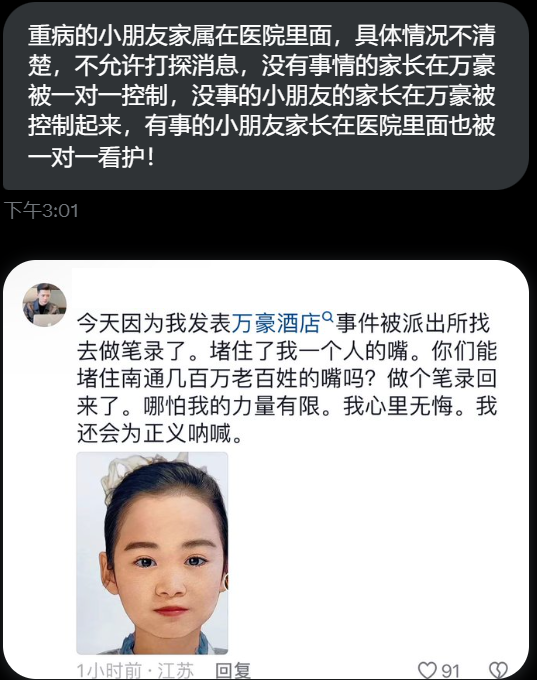 重病的小朋友家属在医院里面，具体情况不清
楚，不允许打探消息，没有事情的家长在万豪
被一对一控制，没事的小朋友的家长在万豪被
控制起来，有事的小朋友家长在医院里面也被
一对一看护！
下午3:01
今天因为我发表万豪酒店事件被派出所找
去做笔录了。堵住了我一个人的嘴。你们能
堵住南通几百万老百姓的嘴吗？做个笔录回
来了。哪怕我的力量有限。我心里无悔。我
还会为正义呐喊。
1小时前·江苏 回复 91